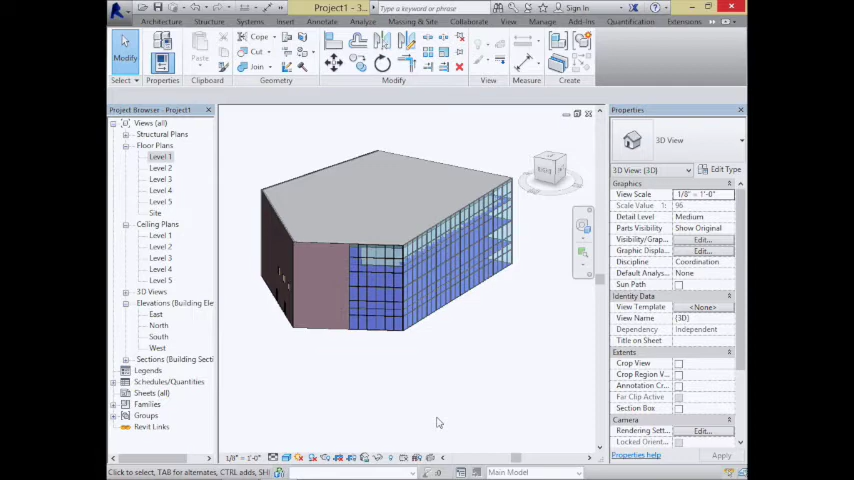 Project1 - 3...
Type a keyword or phrase
Sign In
Architecture Structure Systems Insert Annotate Analyze Massing & Site Collaborate View Manage Add-Ins Quantification Extensions
Modify
Paste
Cope
Cut
Join
Select Properties Clipboard Geometry Modify View Measure Create
Project Browser - Project1
Views (all)
Structural Plans
Floor Plans
Level 1
Level 2
Level 3
Level 4
Level 5
Site
Ceiling Plans
Level 1
Level 2
Level 3
Level 4
Level 5
3D Views
Elevations (Building Ele
East
North
South
West
Sections (Building Secti
Legends
Schedules/Quantities
Sheets (all)
Families
Groups
Revit Links
Properties
3D View
3D View: {3D}
Edit Type
Graphics
View Scale 1/8" = 1'-0"
Scale Value 1: 96
Detail Level Medium
Parts Visibility Show Original
Visibility/Grap... Edit...
Graphic Displa... Edit...
Discipline Coordination
Default Analys... None
Sun Path
Identity Data
View Template <None>
View Name {3D}
Dependency Independent
Title on Sheet
Extents
Crop View
Crop Region V...
Annotation Cr...
Far Clip Active
Section Box
Camera
Rendering Sett... Edit...
Locked Orient...
Properties help
Apply
1/8" = 1'-0"
Click to select, TAB for alternates, CTRL adds, SHI
:0
Main Model